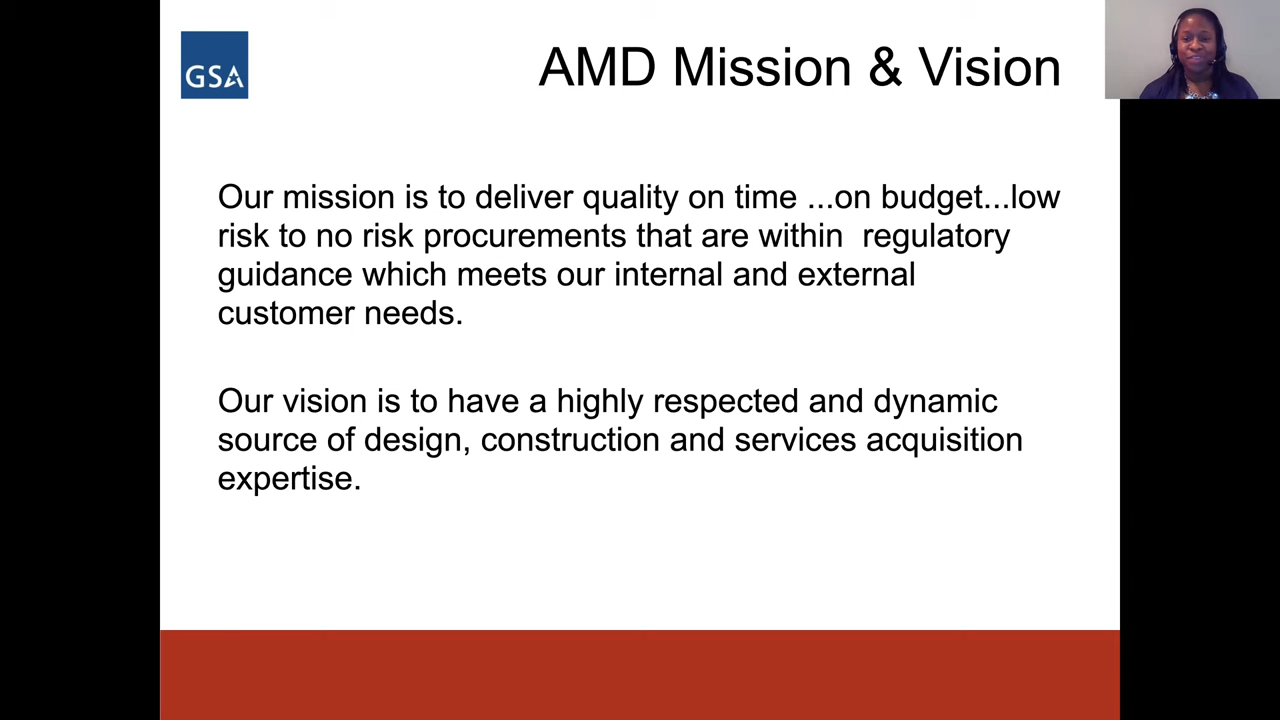 GSA
AMD Mission & Vision
Our mission is to deliver quality on time ...on budget...low
risk to no risk procurements that are within  regulatory
guidance which meets our internal and external
customer needs.
Our vision is to have a highly respected and dynamic
source of design, construction and services acquisition
expertise.